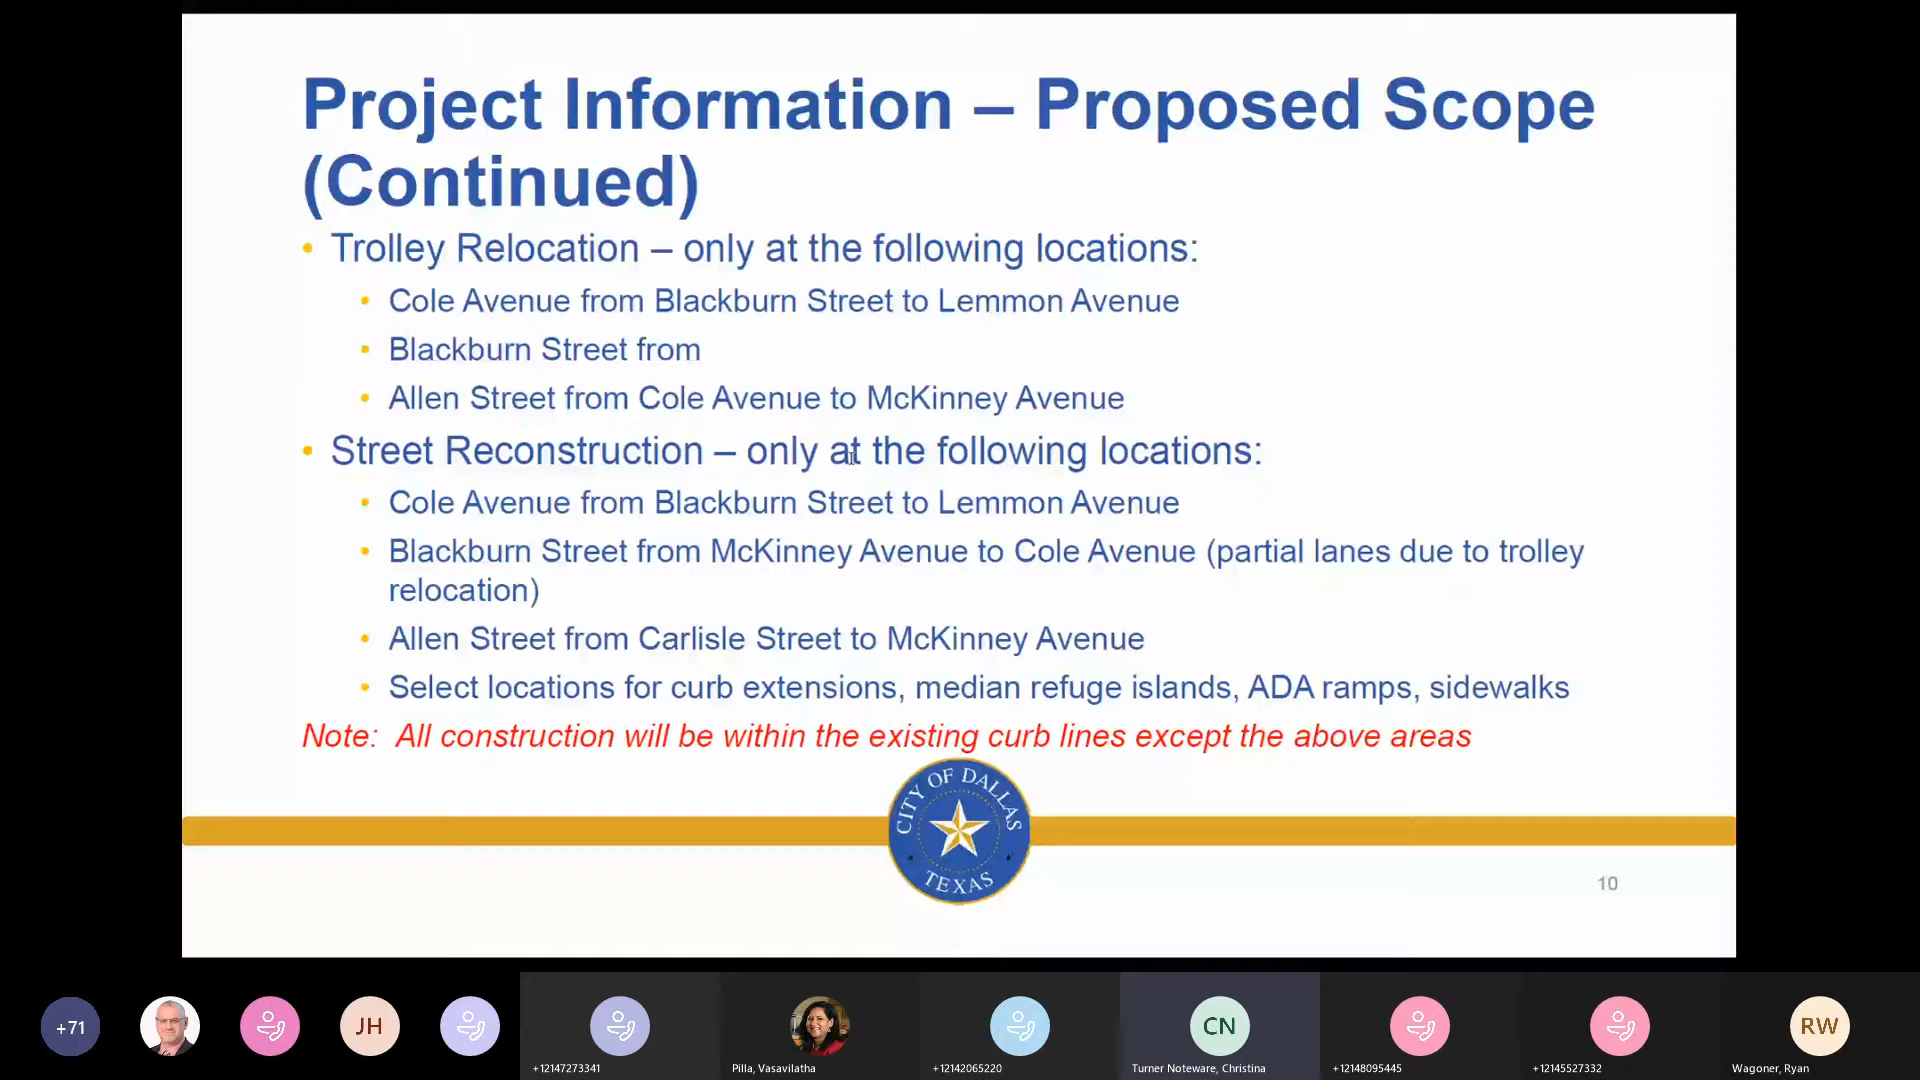 Project Information – Proposed Scope
(Continued)
• Trolley Relocation – only at the following locations:
• Cole Avenue from Blackburn Street to Lemmon Avenue
• Blackburn Street from
• Allen Street from Cole Avenue to McKinney Avenue
• Street Reconstruction – only at the following locations:
• Cole Avenue from Blackburn Street to Lemmon Avenue
• Blackburn Street from McKinney Avenue to Cole Avenue (partial lanes due to trolley
relocation)
• Allen Street from Carlisle Street to McKinney Avenue
• Select locations for curb extensions, median refuge islands, ADA ramps, sidewalks
Note: All construction will be within the existing curb lines except the above areas
CITY OF DALLAS
TEXAS
10
+71
JH
CN
RW
+12147273341
Pilla, Vasavilatha
+12142065220
Turner Noteware, Christina
+12148095445
+12145527332
Wagoner, Ryan